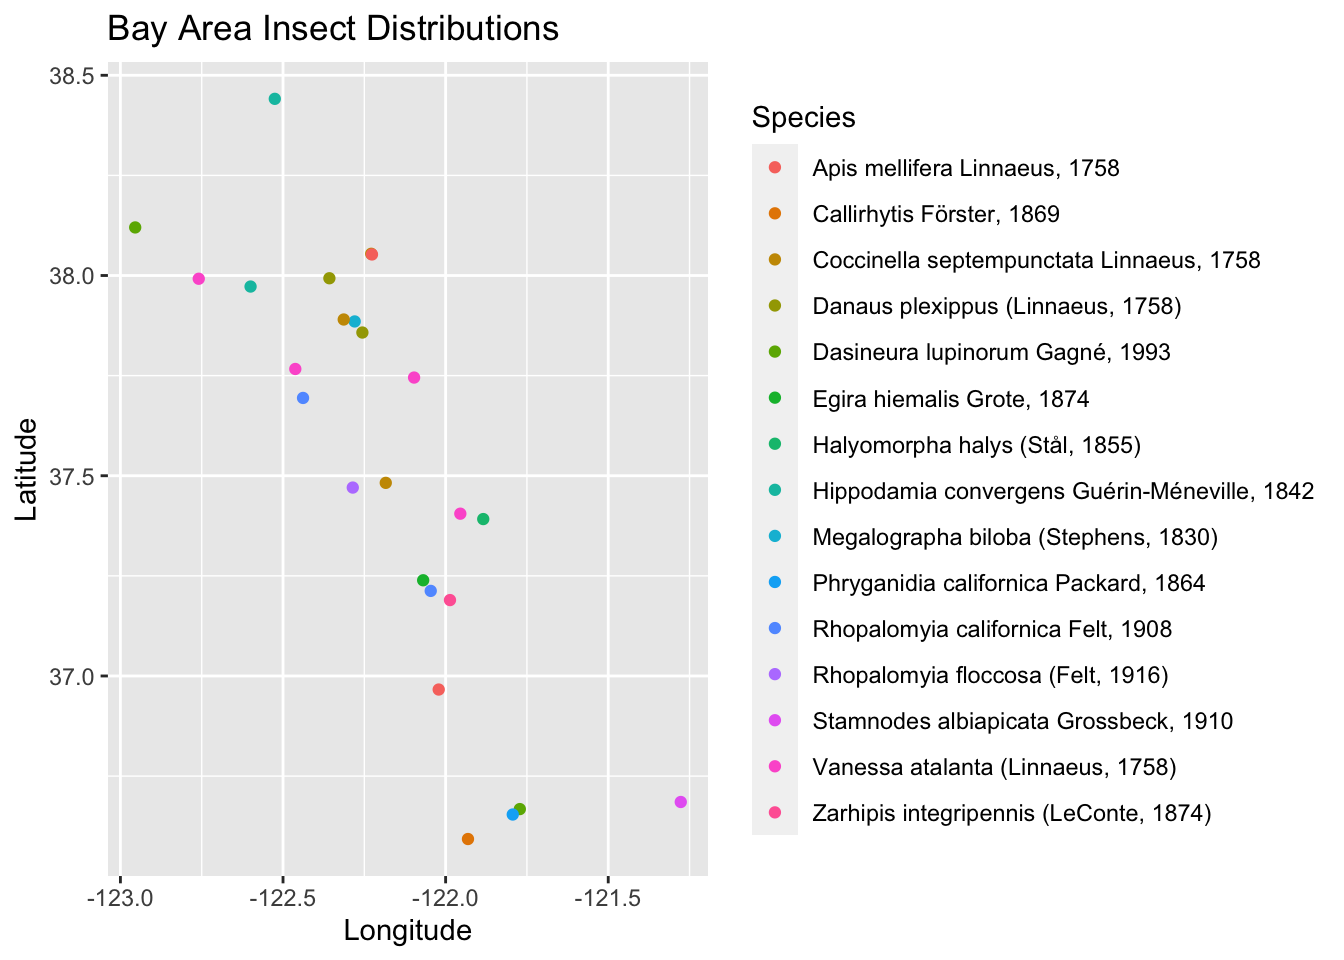 Bay Area Insect Distributions
38.5
38.0
37.5
37.0
Latitude
-123.0
-122.5
-122.0
-121.5
Longitude
Species
Apis mellifera Linnaeus, 1758
Callirhytis Förster, 1869
Coccinella septempunctata Linnaeus, 1758
Danaus plexippus (Linnaeus, 1758)
Dasineura lupinorum Gagné, 1993
Egira hiemalis Grote, 1874
Halyomorpha halys (Stål, 1855)
Hippodamia convergens Guérin-Méneville, 1842
Megalographa biloba (Stephens, 1830)
Phryganidia californica Packard, 1864
Rhopalomyia californica Felt, 1908
Rhopalomyia floccosa (Felt, 1916)
Stamnodes albiapicata Grossbeck, 1910
Vanessa atalanta (Linnaeus, 1758)
Zarhipis integripennis (LeConte, 1874)